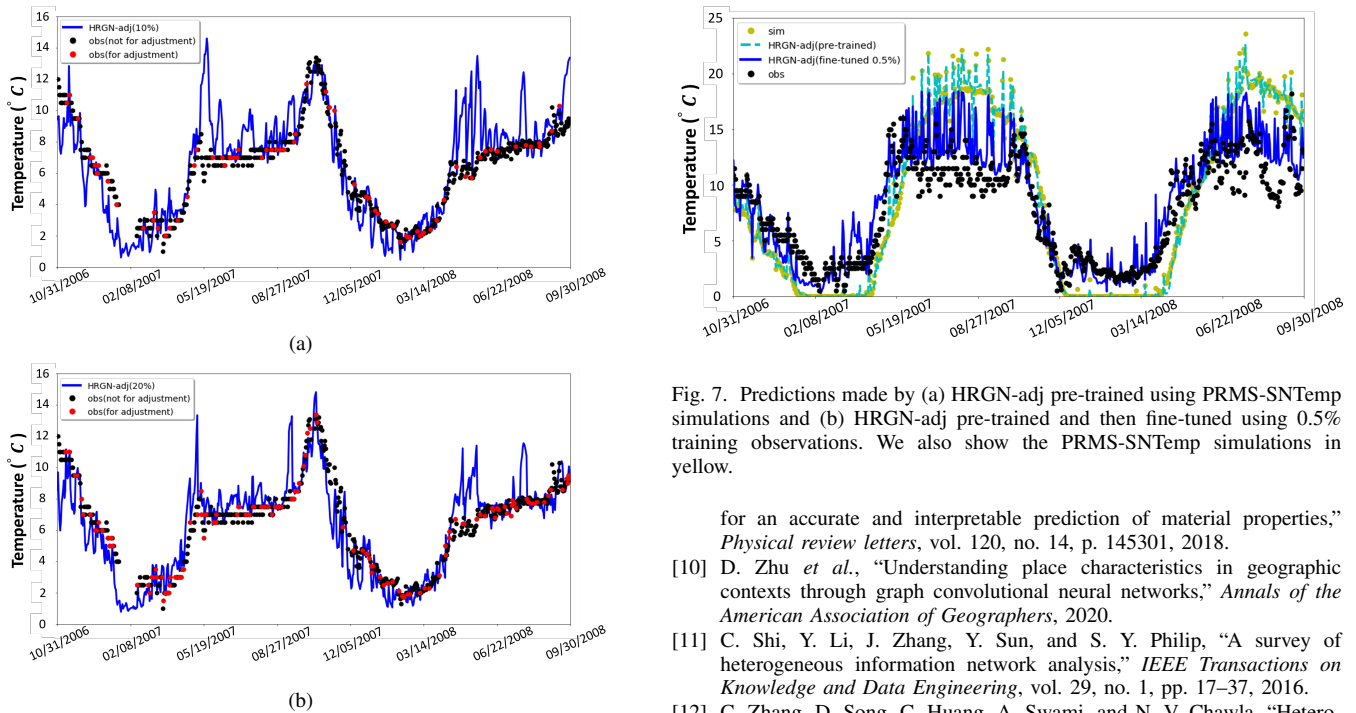 16
14
12
10
8
6
4
2
0
Temperature (° C)
HRGN-adj(10%)
obs(not for adjustment)
obs(for adjustment)
10/31/2006
02/08/2007
05/19/2007
08/27/2007
12/05/2007
03/14/2008
06/22/2008
09/30/2008
(a)
16
14
12
10
8
6
4
2
0
Temperature (° C)
HRGN-adj(20%)
obs(not for adjustment)
obs(for adjustment)
10/31/2006
02/08/2007
05/19/2007
08/27/2007
12/05/2007
03/14/2008
06/22/2008
09/30/2008
(b)
25
20
15
10
5
0
Temperature (° C)
sim
HRGN-adj(pre-trained)
HRGN-adj(fine-tuned 0.5%)
obs
10/31/2006
02/08/2007
05/19/2007
08/27/2007
12/05/2007
03/14/2008
06/22/2008
09/30/2008
Fig. 7. Predictions made by (a) HRGN-adj pre-trained using PRMS-SNTemp
simulations and (b) HRGN-adj pre-trained and then fine-tuned using 0.5%
training observations. We also show the PRMS-SNTemp simulations in
yellow.
for an accurate and interpretable prediction of material properties,”
Physical review letters, vol. 120, no. 14, p. 145301, 2018.
[10] D. Zhu et al., “Understanding place characteristics in geographic
contexts through graph convolutional neural networks,” Annals of the
American Association of Geographers, 2020.
[11] C. Shi, Y. Li, J. Zhang, Y. Sun, and S. Y. Philip, “A survey of
heterogeneous information network analysis,” IEEE Transactions on
Knowledge and Data Engineering, vol. 29, no. 1, pp. 17–37, 2016.
[12] C. Zhang, D. Song, C. Huang, A. Swami, and N. V. Chawla, “Hetero-